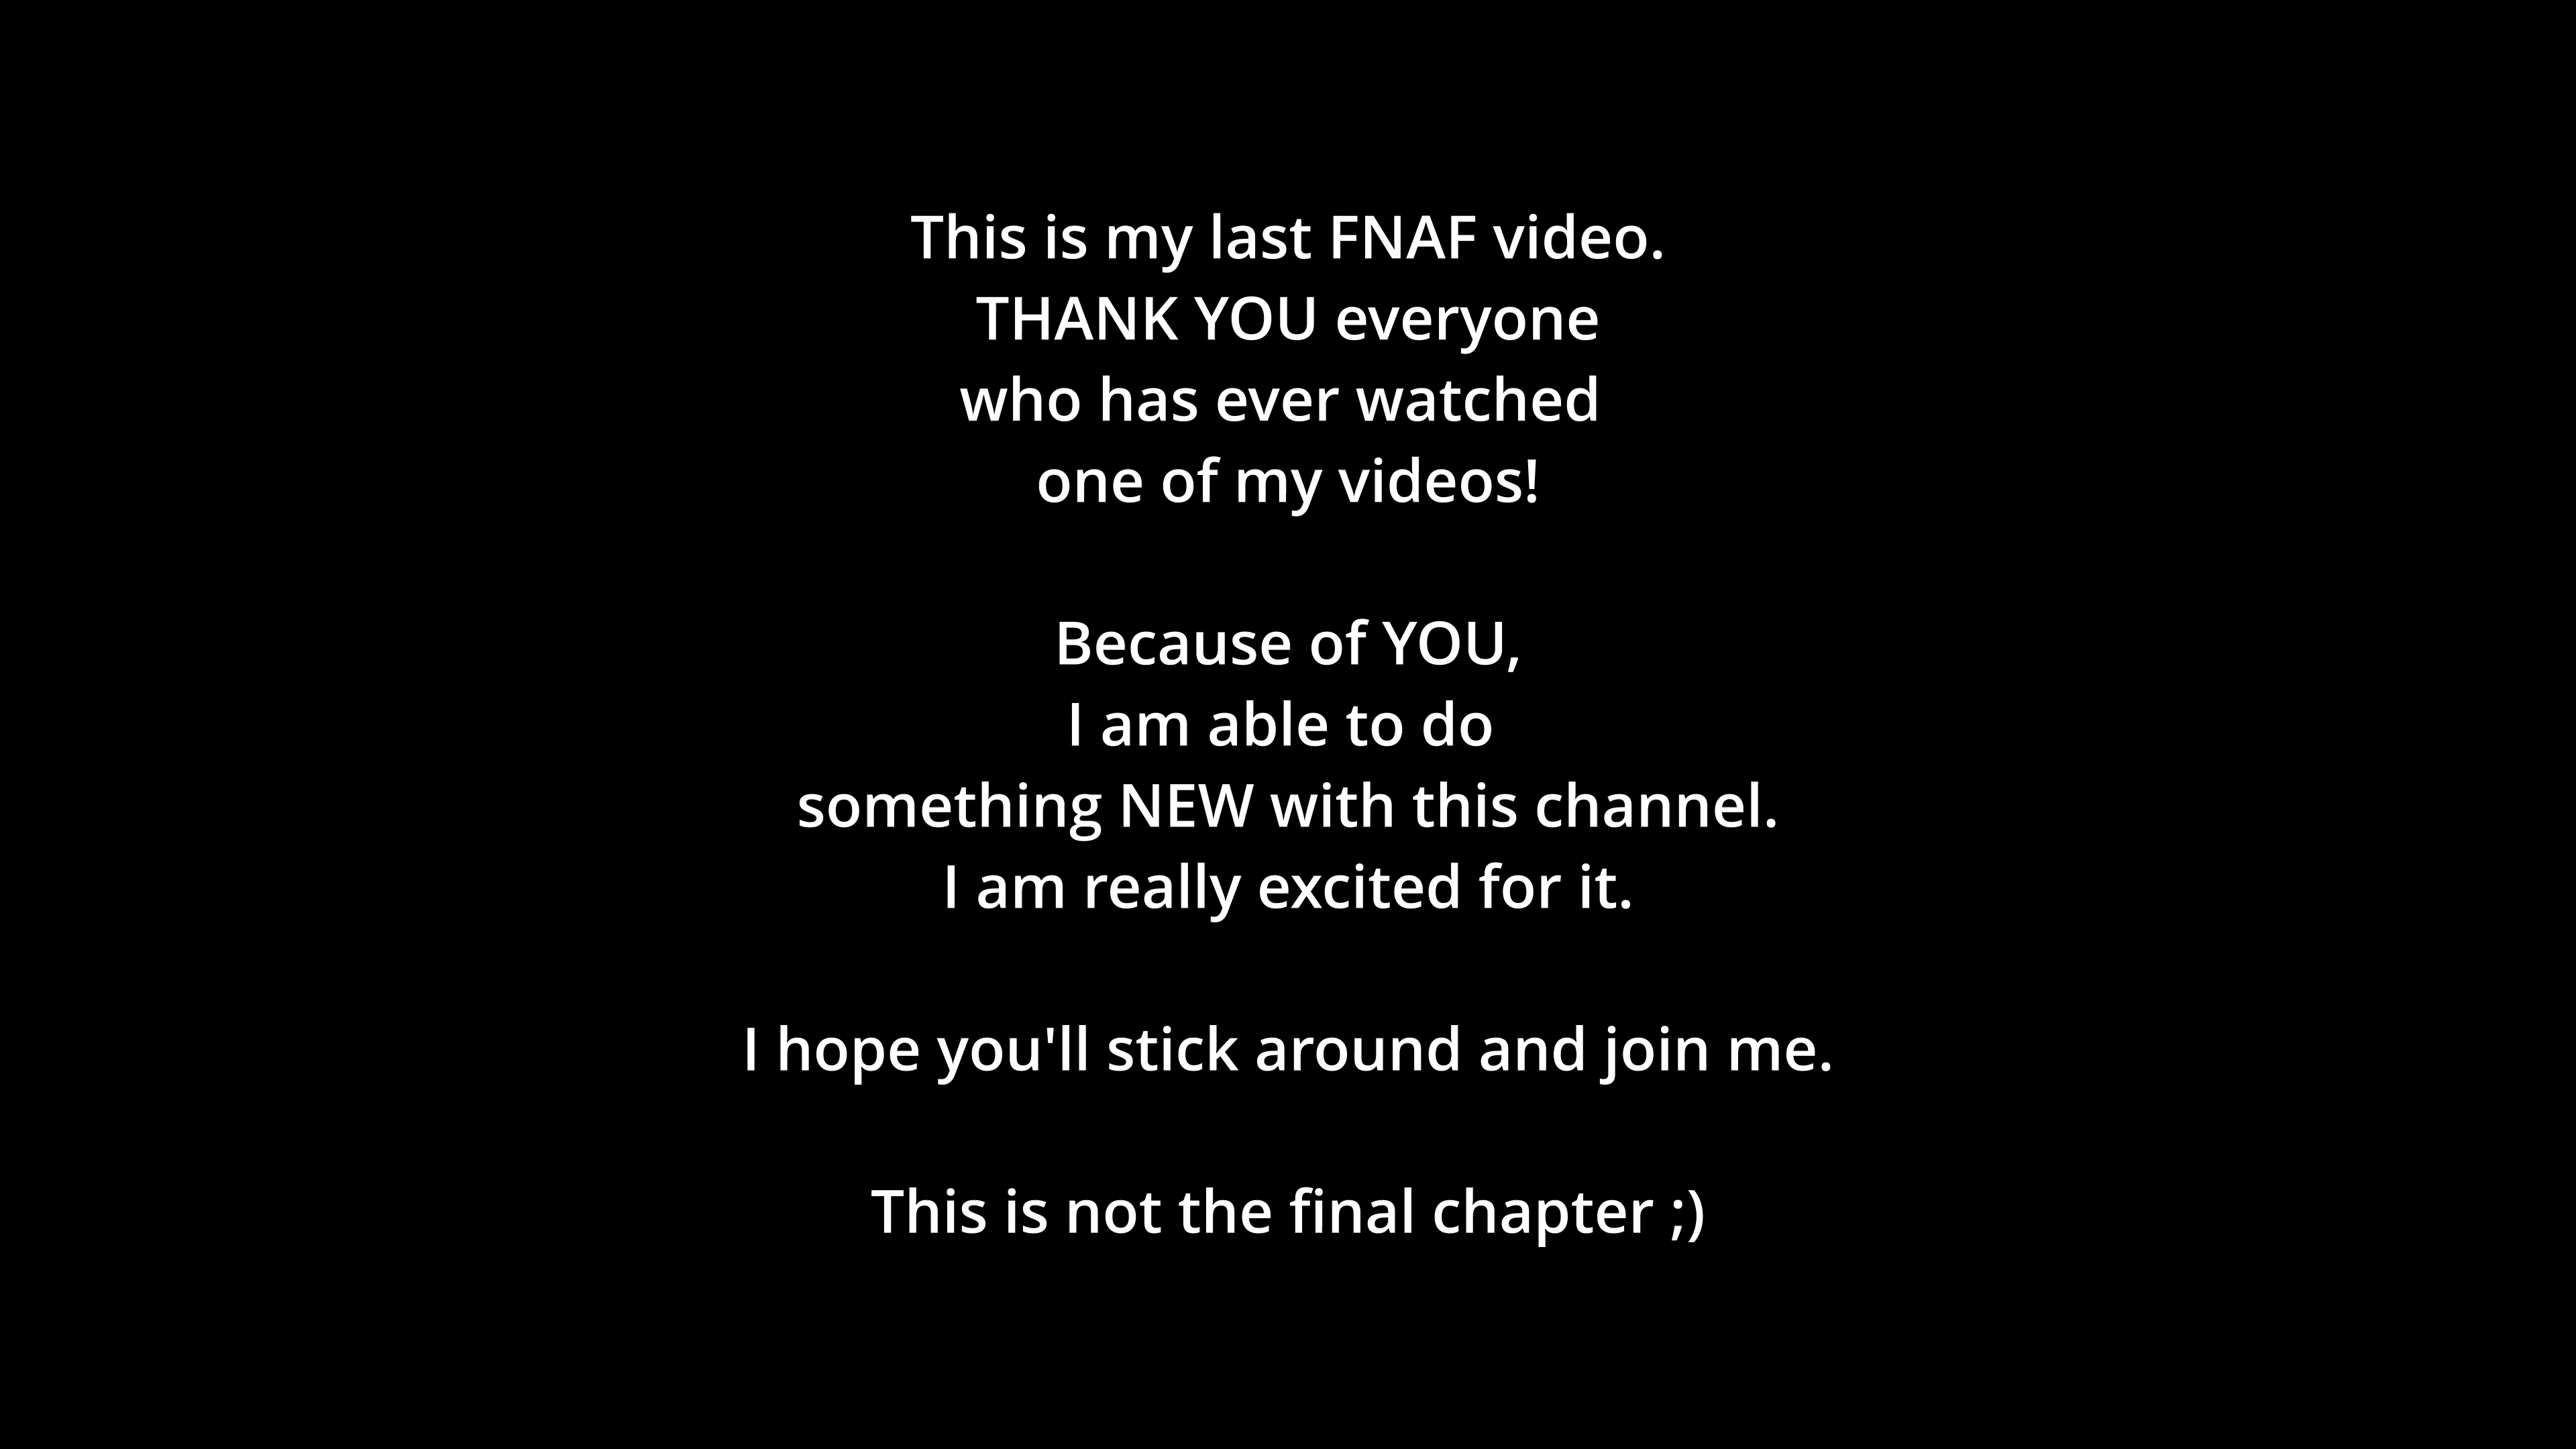 This is my last FNAF video.
THANK YOU everyone
who has ever watched
one of my videos!
Because of YOU,
I am able to do
something NEW with this channel.
I am really excited for it.
I hope you'll stick around and join me.
This is not the final chapter ;)